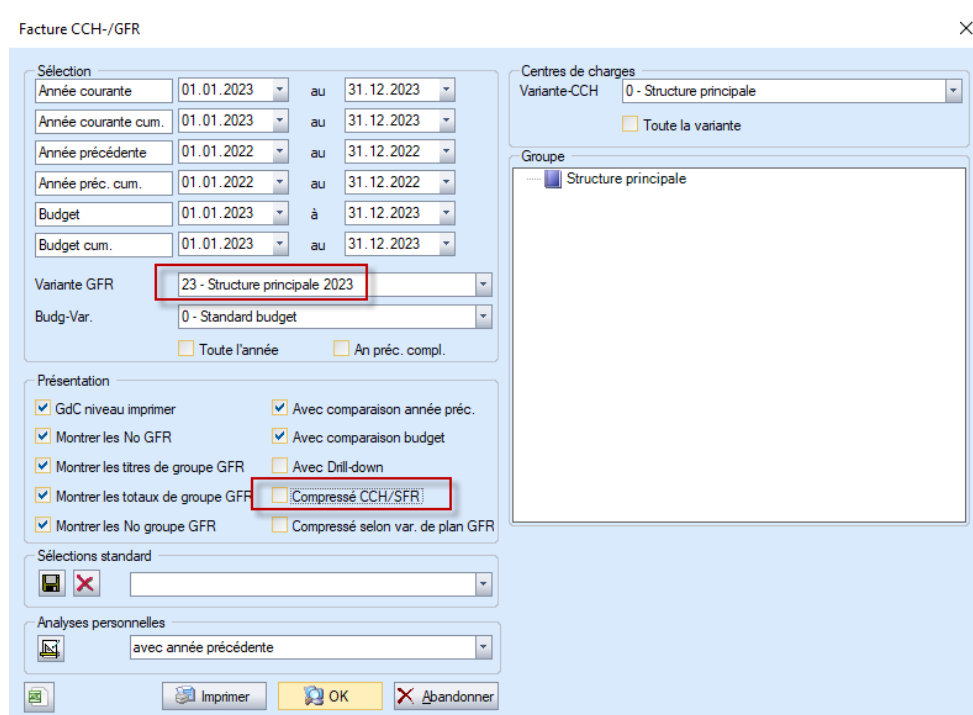 Facture CCH-/GFR
Sélection
Année courante 01.01.2023 au 31.12.2023
Année courante cum. 01.01.2023 au 31.12.2023
Année précédente 01.01.2022 au 31.12.2022
Année préc. cum. 01.01.2022 au 31.12.2022
Budget 01.01.2023 à 31.12.2023
Budget cum. 01.01.2023 au 31.12.2023
Variante GFR 23 - Structure principale 2023
Budg-Var. 0 - Standard budget
Toute l'année An préc. compl.
Présentation
GdC niveau imprimer Avec comparaison année préc.
Montrer les No GFR Avec comparaison budget
Montrer les titres de groupe GFR Avec Drill-down
Montrer les totaux de groupe GFR Compressé CCH/SFR
Montrer les No groupe GFR Compressé selon var. de plan GFR
Sélections standard
Analyses personnelles
avec année précédente
Imprimer OK Abandonner
Centres de charges
Variante-CCH 0 - Structure principale
Toute la variante
Groupe
Structure principale